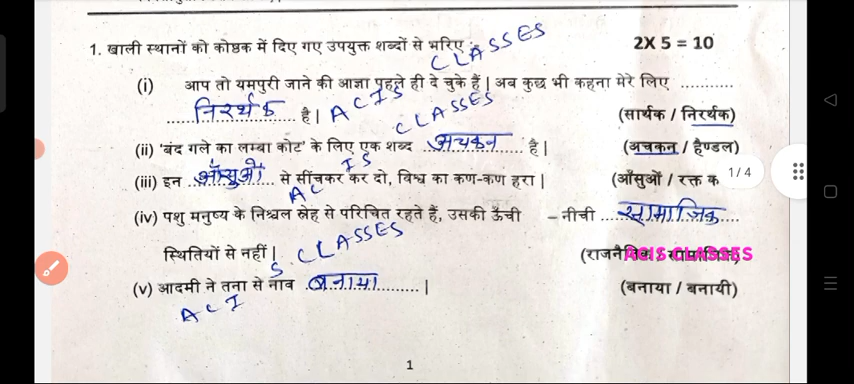 1. खाली स्थानों को कोष्ठक में दिए गए उपयुक्त शब्दों से भरिए : CLASSES 2X 5 = 10
(i) आप तो यमपुरी जाने की आज्ञा पहले ही दे चुके हैं | अब कुछ भी कहना मेरे लिए ............
निरर्थक है | ACIS CLASSES (सार्थक / निरर्थक)
(ii) 'बंद गले का लम्बा कोट' के लिए एक शब्द अचकन है | (अचकन / हैण्डल)
(iii) इन आँसुओं से सींचकर कर दो, विश्व का कण-कण हरा | (आँसुओं / रक्त क
ACIS 1/4
(iv) पशु मनुष्य के निश्चल स्नेह से परिचित रहते हैं, उसकी ऊँची – नीची सामाजिक
स्थितियों से नहीं | CLASSES (राजनैतिक /
ACIS CLASSES
(v) आदमी ने तना से नाव बनाया | (बनाया / बनायी)
ACIS
1